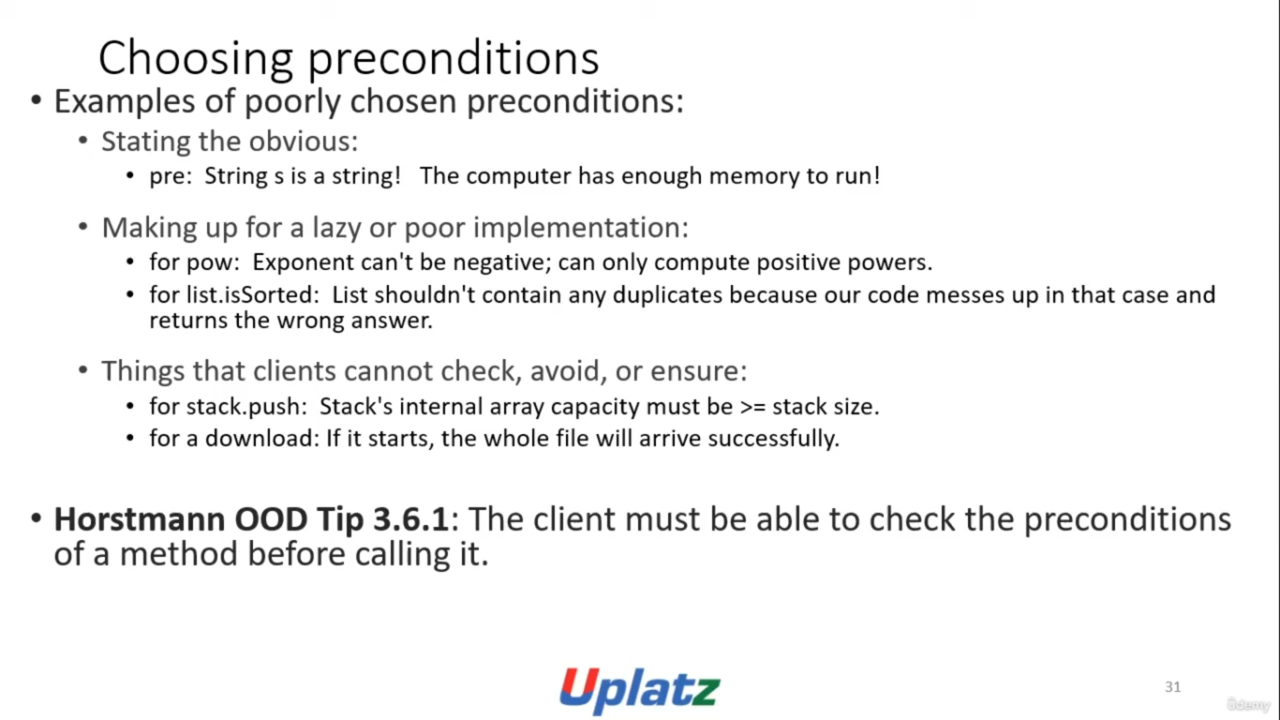 Choosing preconditions
• Examples of poorly chosen preconditions:
• Stating the obvious:
• pre: String s is a string! The computer has enough memory to run!
• Making up for a lazy or poor implementation:
• for pow: Exponent can't be negative; can only compute positive powers.
• for list.isSorted: List shouldn't contain any duplicates because our code messes up in that case and
returns the wrong answer.
• Things that clients cannot check, avoid, or ensure:
• for stack.push: Stack's internal array capacity must be >= stack size.
• for a download: If it starts, the whole file will arrive successfully.
• Horstmann OOD Tip 3.6.1: The client must be able to check the preconditions
of a method before calling it.
Uplatz
31
ûdemy